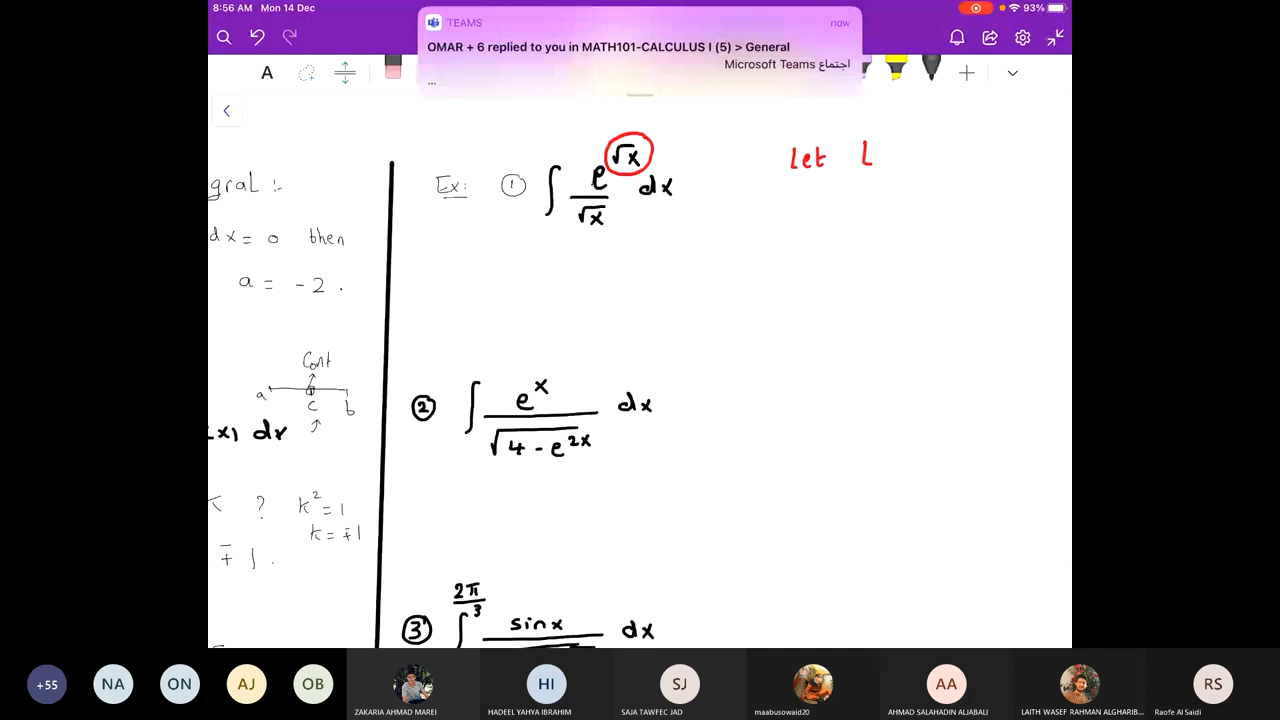 8:56 AM Mon 14 Dec
93%
TEAMS
now
OMAR + 6 replied to you in MATH101-CALCULUS I (5) > General
اجتماع Microsoft Teams
...
A
gral :-
dx = 0 then
a = -2 .
Cont
a c b
dx
? k² = 1
k = ∓1
∓ 1 .
Ex: ① ∫ e^√x / √x dx
Let
② ∫ e^x / √(4 - e^2x) dx
③ ∫ 2π/3 sinx dx
+55 NA ON AJ OB HI SJ AA RS
ZAKARIA AHMAD MAREI
HADEEL YAHYA IBRAHIM
SAJA TAWFEC JAD
maabusowaid20
AHMAD SALAHADIN ALJABALI
LAITH WASEF RAHMAN ALGHARIB...
Raofe Al Saidi